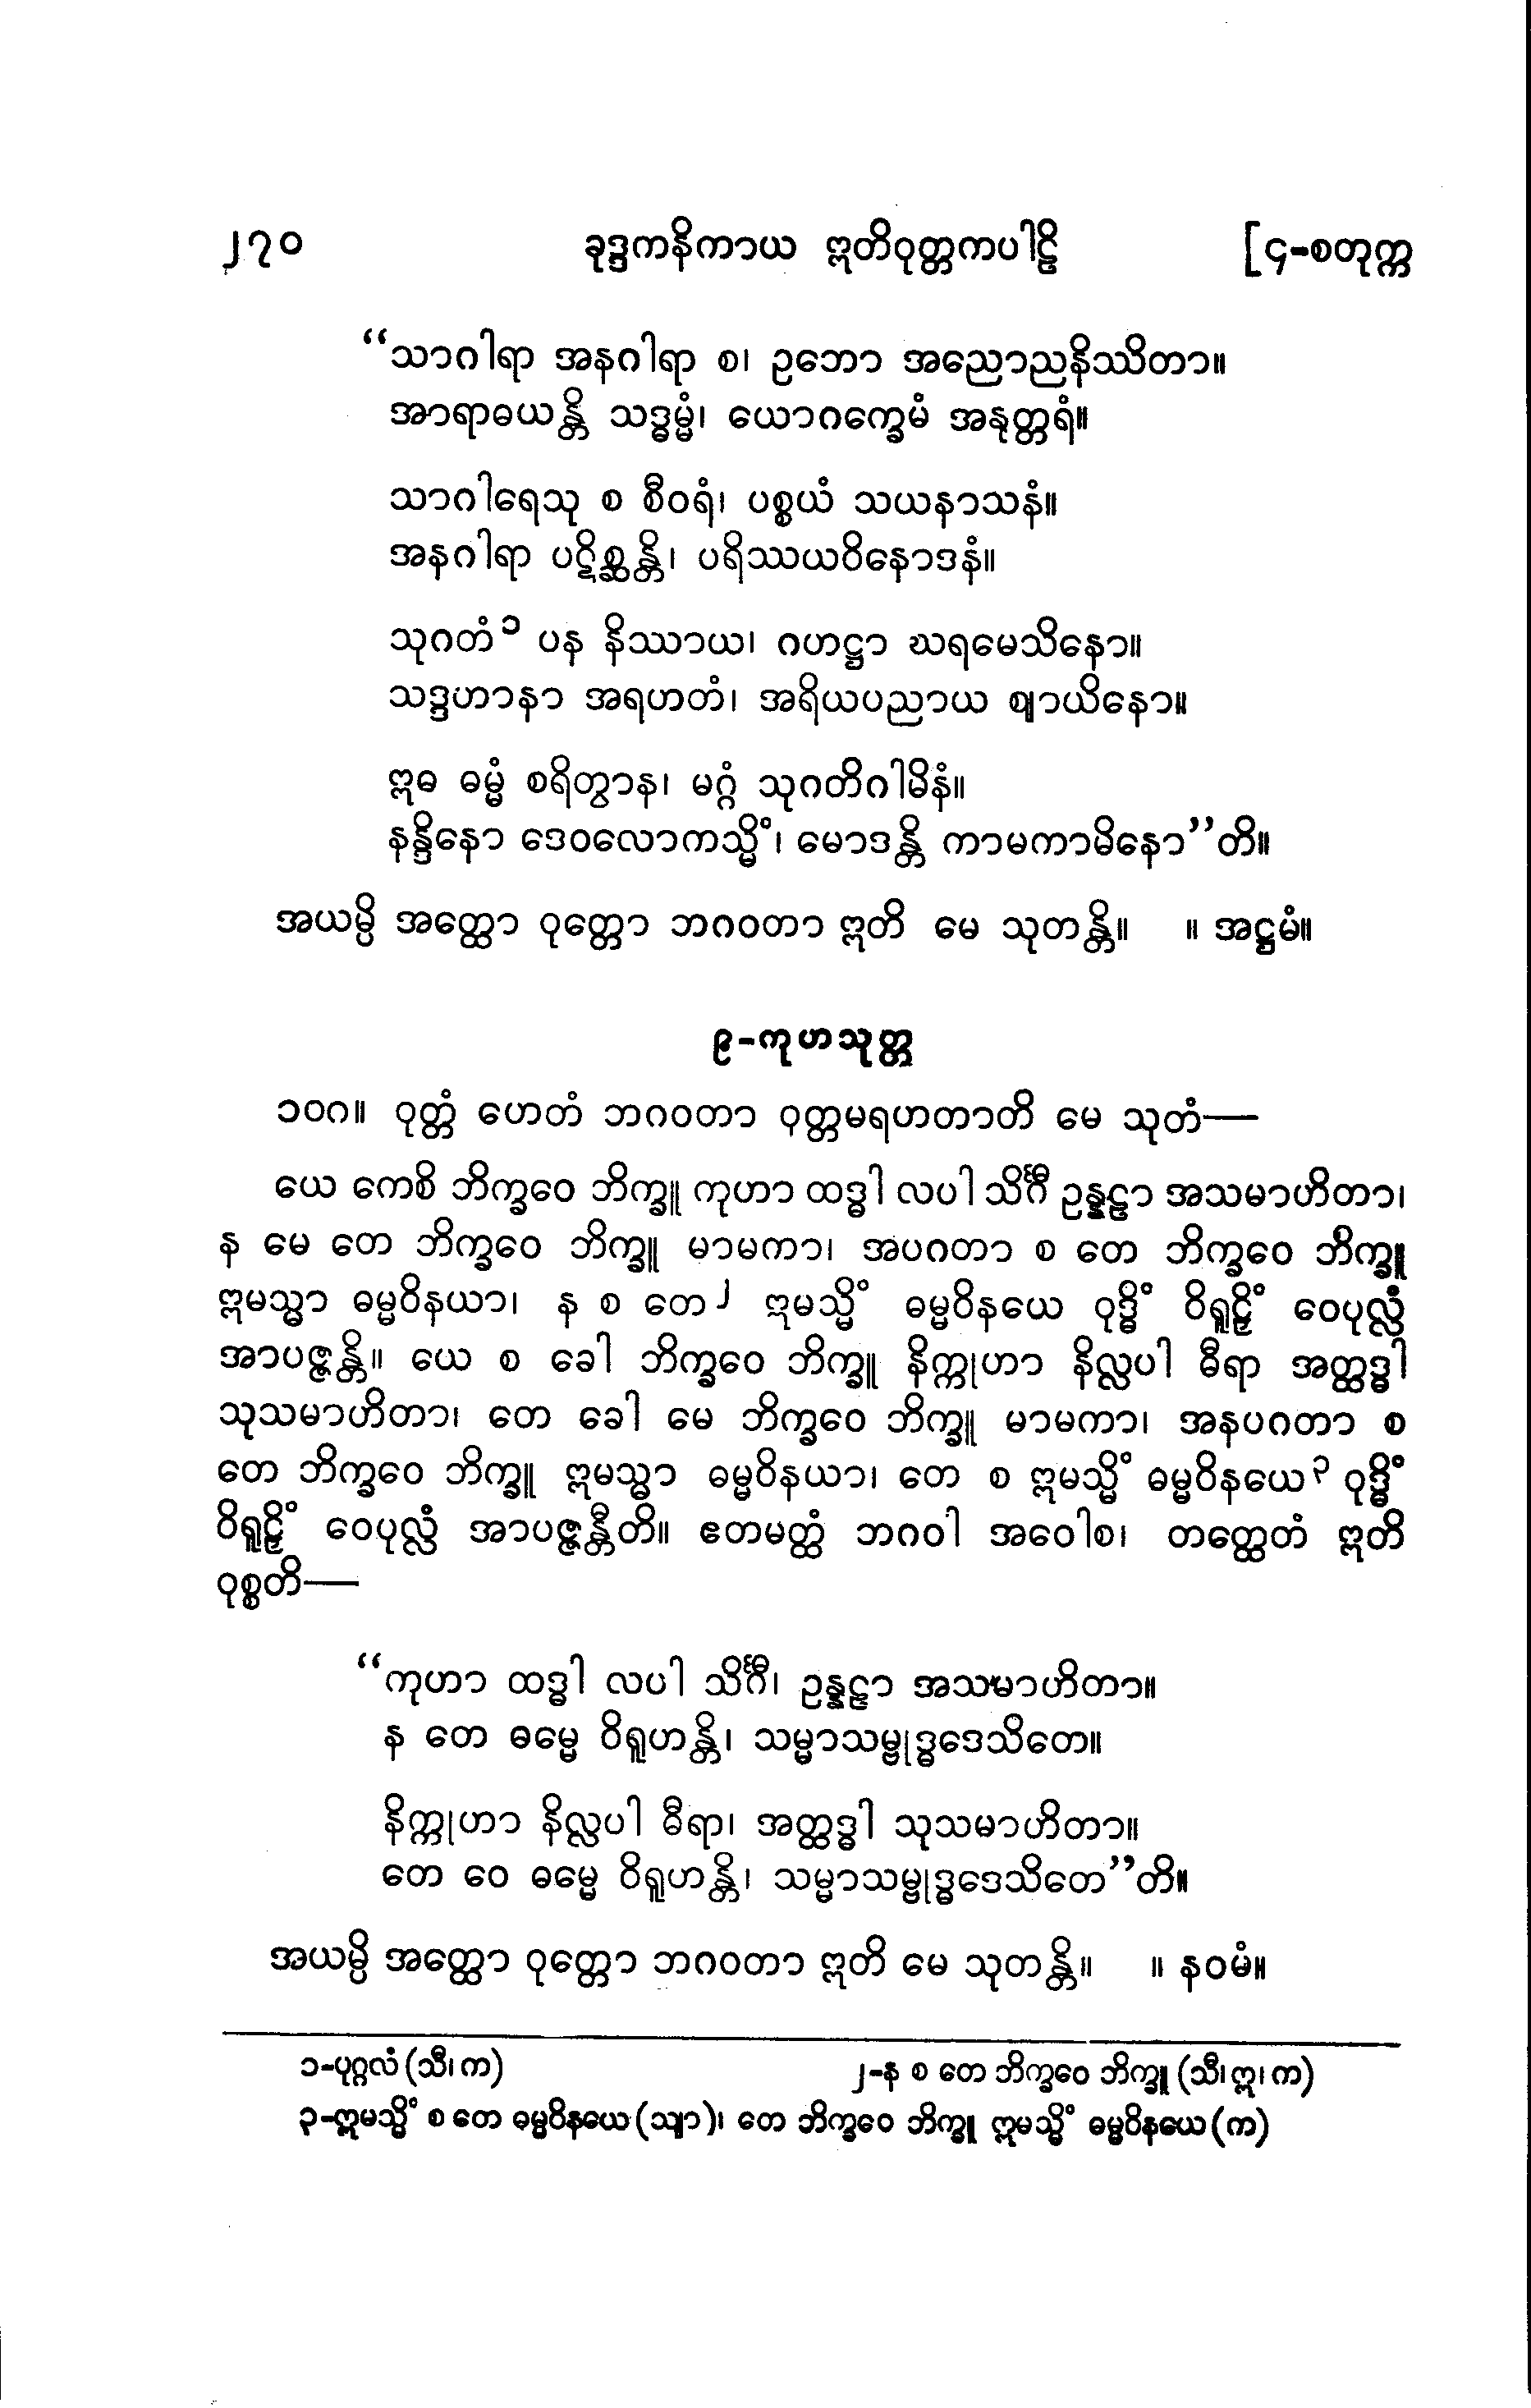 ၂၇၀ ခုဒ္ဒကနိကာယ ဣတိဝုတ္တကပါဠိ [၄-စတုက္က
“သာဂါရာ အနဂါရာ စ၊ ဥဘော အညောညနိဿိတာ။
အာရာဓယန္တိ သဒ္ဓမ္မံ၊ ယောဂက္ခေမံ အနုတ္တရံ။
သာဂါရေသု စ စီဝရံ၊ ပစ္စယံ သယနာသနံ။
အနဂါရာ ပဋိစ္ဆန္တိ၊ ပရိဿယဝိနောဒနံ။
သုဂတံ၁ ပန နိဿာယ၊ ဂဟဋ္ဌာ ဃရမေသိနော။
သဒ္ဒဟာနာ အရဟတံ၊ အရိယပညာယ ဈာယိနော။
ဣဓ ဓမ္မံ စရိတွာန၊ မဂ္ဂံ သုဂတိဂါမိနံ။
နန္ဒိနော ဒေဝလောကသ္မိံ၊ မောဒန္တိ ကာမကာမိနော”တိ။
အယမ္ပိ အတ္ထော ဝုတ္တော ဘဂဝတာ ဣတိ မေ သုတန္တိ။ ။ အဋ္ဌမံ။
၉-ကုဟသုတ္တ
၁၀ဂ။ ဝုတ္တံ ဟေတံ ဘဂဝတာ ဝုတ္တမရဟတာတိ မေ သုတံ—
ယေ ကေစိ ဘိက္ခဝေ ဘိက္ခူ ကုဟာ ထဒ္ဓါ လပါ သိင်္ဂီ ဥန္နဠာ အသမာဟိတာ၊
န မေ တေ ဘိက္ခဝေ ဘိက္ခူ မာမကာ၊ အပဂတာ စ တေ ဘိက္ခဝေ ဘိက္ခူ
ဣမသ္မာ ဓမ္မဝိနယာ၊ န စ တေ၂ ဣမသ္မိံ ဓမ္မဝိနယေ ဝုဒ္ဓိံ ဝိရူဠှိံ ဝေပုလ္လံ
အာပဇ္ဇန္တိ။ ယေ စ ခေါ ဘိက္ခဝေ ဘိက္ခူ နိက္ကုဟာ နိလ္လပါ ဓီရာ အတ္ထဒ္ဓါ
သုသမာဟိတာ၊ တေ ခေါ မေ ဘိက္ခဝေ ဘိက္ခူ မာမကာ၊ အနပဂတာ စ
တေ ဘိက္ခဝေ ဘိက္ခူ ဣမသ္မာ ဓမ္မဝိနယာ၊ တေ စ ဣမသ္မိံ ဓမ္မဝိနယေ၃ ဝုဒ္ဓိံ
ဝိရူဠှိံ ဝေပုလ္လံ အာပဇ္ဇန္တီတိ။ ဧတမတ္ထံ ဘဂဝါ အဝေါစ၊ တတ္ထေတံ ဣတိ
ဝုစ္စတိ—
“ကုဟာ ထဒ္ဓါ လပါ သိင်္ဂီ၊ ဥန္နဠာ အသမာဟိတာ။
န တေ ဓမ္မေ ဝိရူဟန္တိ၊ သမ္မာသမ္ဗုဒ္ဓဒေသိတေ။
နိက္ကုဟာ နိလ္လပါ ဓီရာ၊ အတ္ထဒ္ဓါ သုသမာဟိတာ။
တေ ဝေ ဓမ္မေ ဝိရူဟန္တိ၊ သမ္မာသမ္ဗုဒ္ဓဒေသိတေ”တိ။
အယမ္ပိ အတ္ထော ဝုတ္တော ဘဂဝတာ ဣတိ မေ သုတန္တိ။ ။ နဝမံ။
၁-ပုဂ္ဂလံ (သီ၊ က) ၂-န စ တေ ဘိက္ခဝေ ဘိက္ခူ (သီ၊ ဣ၊ က)
၃-ဣမသ္မိံ စ တေ ဓမ္မဝိနယေ (သျာ)၊ တေ ဘိက္ခဝေ ဘိက္ခူ ဣမသ္မိံ ဓမ္မဝိနယေ (က)